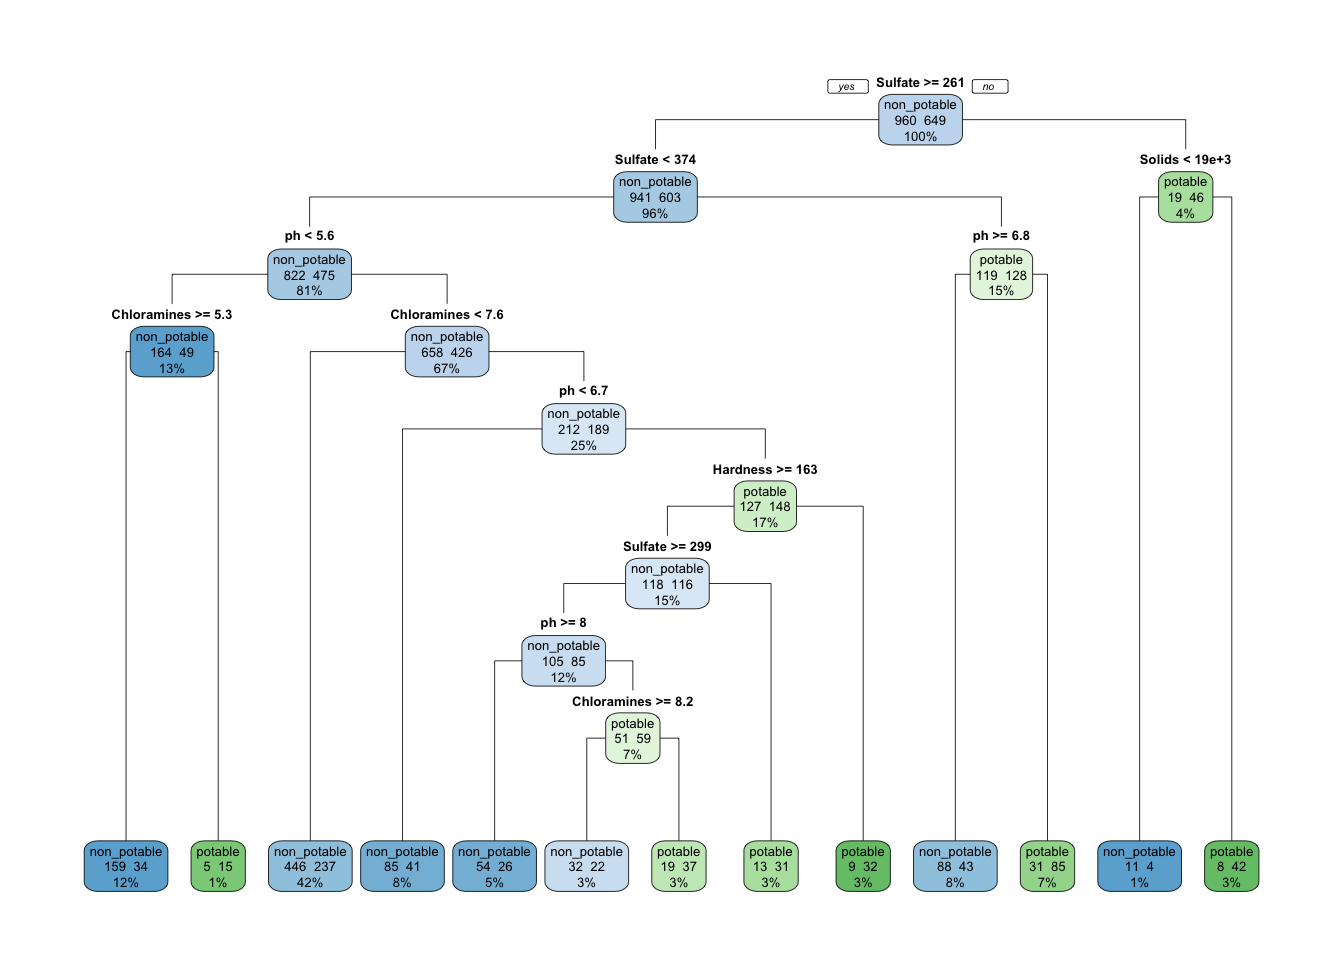 Sulfate >= 261
yes
no
non_potable
960 649
100%
Sulfate < 374
non_potable
941 603
96%
Solids < 19e+3
potable
19 46
4%
ph < 5.6
non_potable
822 475
81%
ph >= 6.8
potable
119 128
15%
Chloramines >= 5.3
non_potable
164 49
13%
Chloramines < 7.6
non_potable
658 426
67%
ph < 6.7
non_potable
212 189
25%
Hardness >= 163
potable
127 148
17%
Sulfate >= 299
non_potable
118 116
15%
ph >= 8
non_potable
105 85
12%
Chloramines >= 8.2
potable
51 59
7%
non_potable
159 34
12%
potable
5 15
1%
non_potable
446 237
42%
non_potable
85 41
8%
non_potable
54 26
5%
non_potable
32 22
3%
potable
19 37
3%
potable
13 31
3%
potable
9 32
3%
non_potable
88 43
8%
potable
31 85
7%
non_potable
11 4
1%
potable
8 42
3%